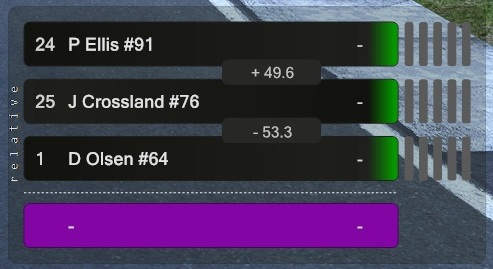 24 P Ellis #91 -
+ 49.6
25 J Crossland #76 -
- 53.3
1 D Olsen #64 -
relative
- -